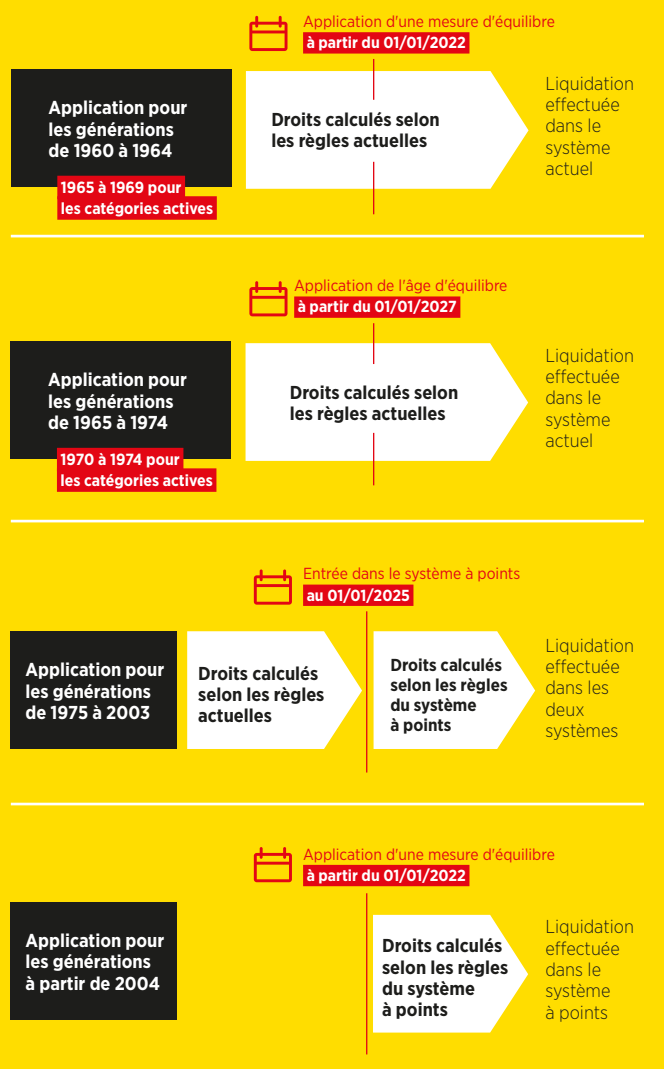 Application d'une mesure d'équilibre
à partir du 01/01/2022
Application pour
les générations
de 1960 à 1964
1965 à 1969 pour
les catégories actives
Droits calculés selon
les règles actuelles
Liquidation
effectuée
dans le
système
actuel
Application de l'âge d'équilibre
à partir du 01/01/2027
Application pour
les générations
de 1965 à 1974
1970 à 1974 pour
les catégories actives
Droits calculés selon
les règles actuelles
Liquidation
effectuée
dans le
système
actuel
Entrée dans le système à points
au 01/01/2025
Application pour
les générations
de 1975 à 2003
Droits calculés
selon les règles
actuelles
Droits calculés
selon les règles
du système
à points
Liquidation
effectuée
dans les
deux
systèmes
Application d'une mesure d'équilibre
à partir du 01/01/2022
Application pour
les générations
à partir de 2004
Droits calculés
selon les règles
du système
à points
Liquidation
effectuée
dans le
système
à points